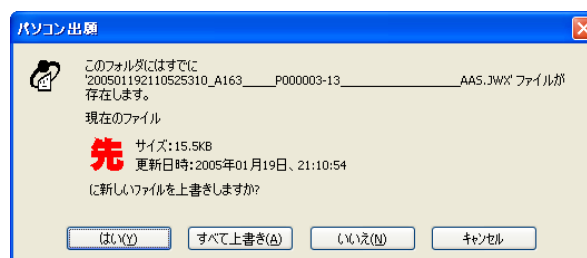 パソコン出願
このフォルダにはすでに
'200501192110525310_A163_____P000003-13__________________AAS.JWX' ファイルが
存在します。
現在のファイル
先
サイズ:15.5KB
更新日時:2005年01月19日、21:10:54
に新しいファイルを上書きしますか?
はい(Y) すべて上書き(A) いいえ(N) キャンセル